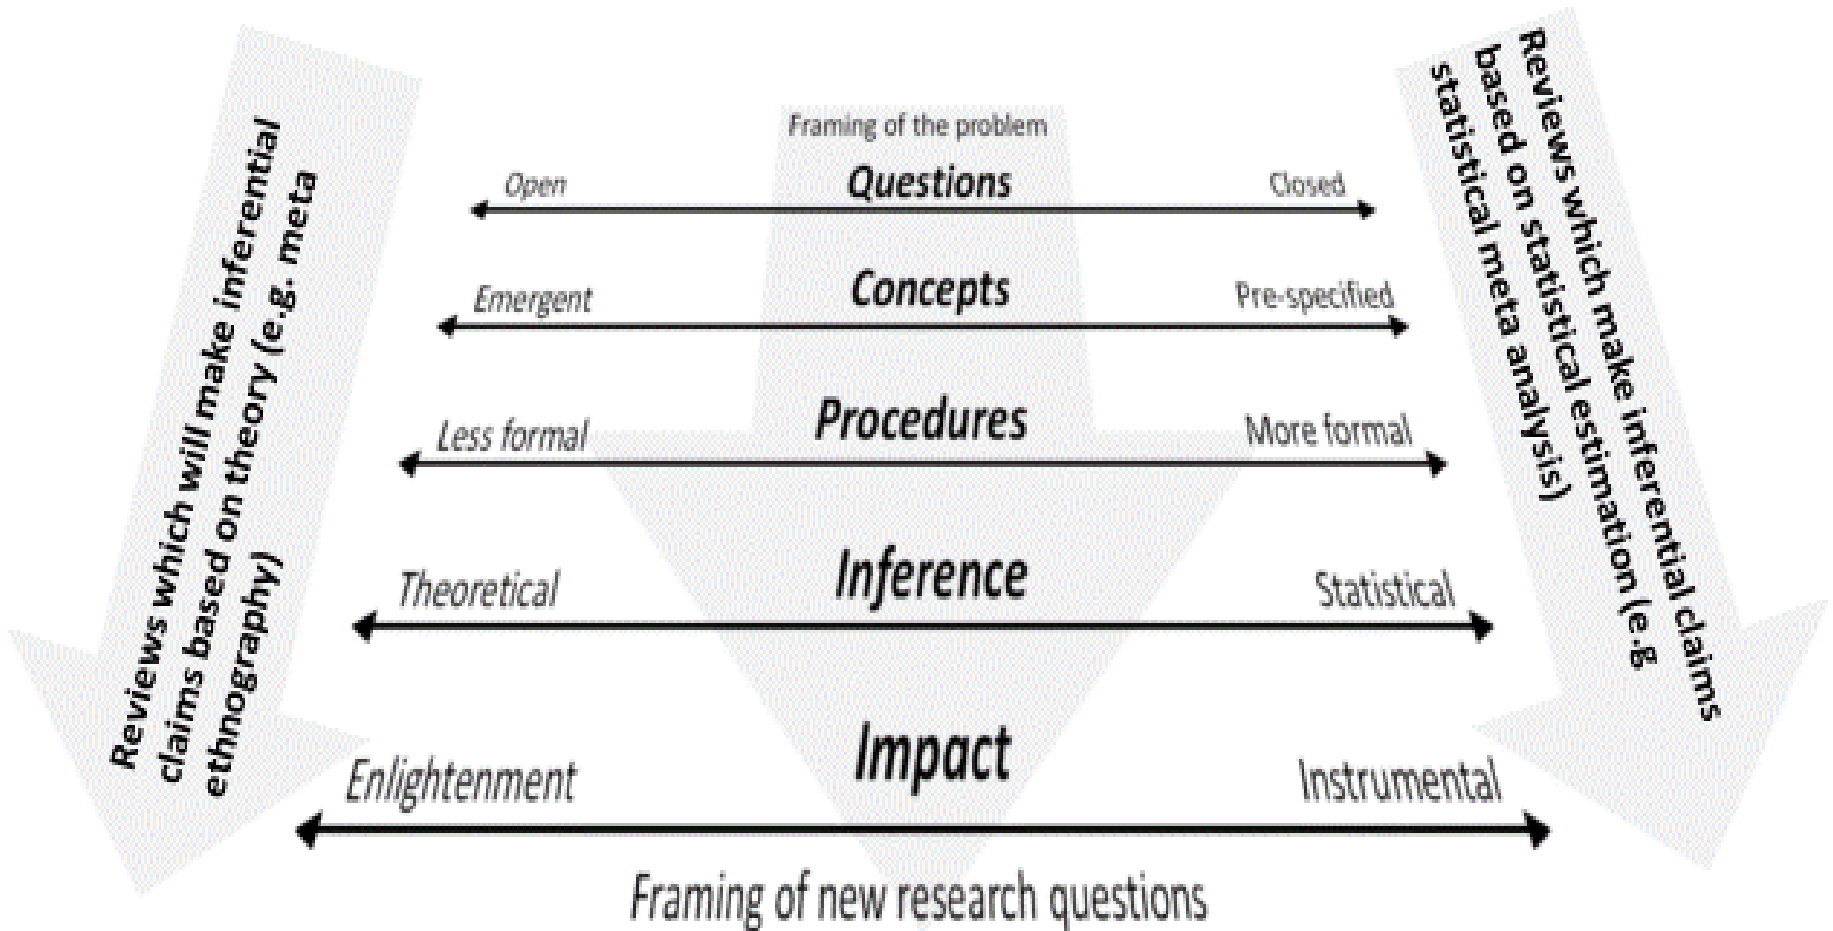 Reviews which will make inferential
claims based on theory (e.g. meta
ethnography)
Framing of the problem
Open Questions Closed
Emergent Concepts Pre-specified
Less formal Procedures More formal
Theoretical Inference Statistical
Enlightenment Impact Instrumental
Framing of new research questions
Reviews which make inferential claims
based on statistical estimation (e.g
statistical meta analysis)